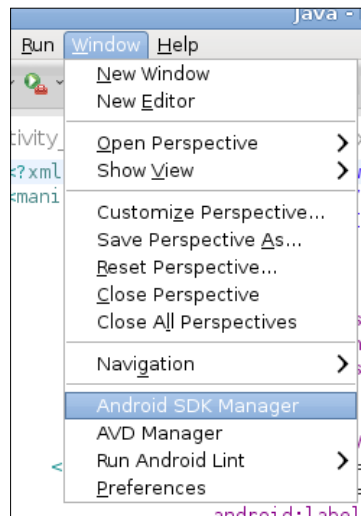 Java -
Run Window Help
New Window
New Editor
tivity_
Open Perspective
<?xml
Show View
<mani
Customize Perspective...
Save Perspective As...
Reset Perspective...
Close Perspective
Close All Perspectives
Navigation
Android SDK Manager
AVD Manager
Run Android Lint
<
Preferences
android:label